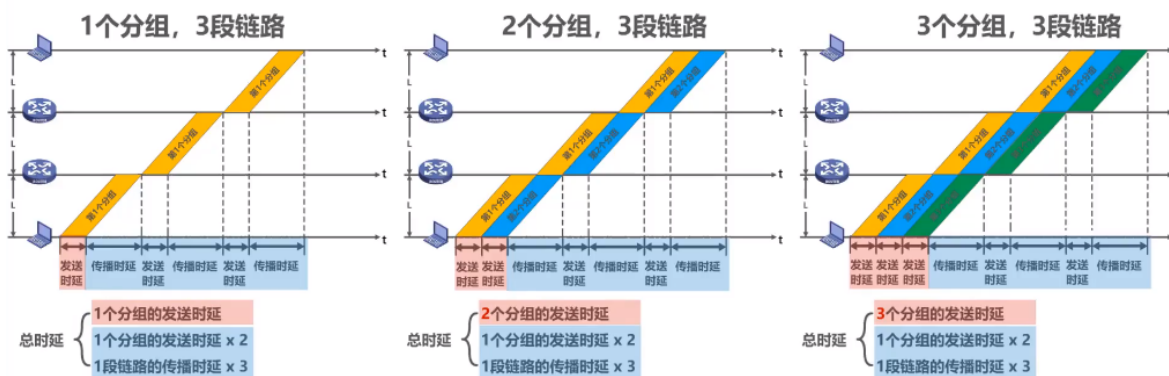 1个分组，3段链路
t
t
t
t
L
L
L
第1个分组
第1个分组
第1个分组
发送时延
传播时延
发送时延
传播时延
发送时延
传播时延
总时延
1个分组的发送时延
1个分组的发送时延 x 2
1段链路的传播时延 x 3
2个分组，3段链路
t
t
t
t
L
L
L
第1个分组
第2个分组
第1个分组
第2个分组
第1个分组
第2个分组
发送时延
发送时延
传播时延
发送时延
传播时延
发送时延
传播时延
总时延
2个分组的发送时延
1个分组的发送时延 x 2
1段链路的传播时延 x 3
3个分组，3段链路
t
t
t
t
L
L
L
第1个分组
第2个分组
第1个分组
第2个分组
第1个分组
第2个分组
发送时延
发送时延
发送时延
传播时延
发送时延
传播时延
发送时延
传播时延
总时延
3个分组的发送时延
1个分组的发送时延 x 2
1段链路的传播时延 x 3